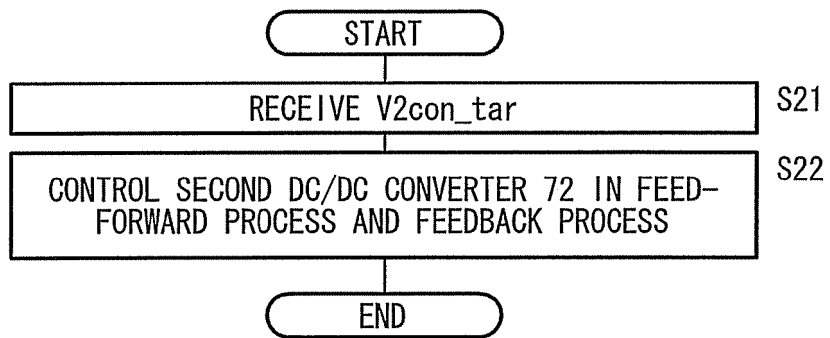 START
RECEIVE V2con_tar
S21
CONTROL SECOND DC/DC CONVERTER 72 IN FEED-
FORWARD PROCESS AND FEEDBACK PROCESS
S22
END